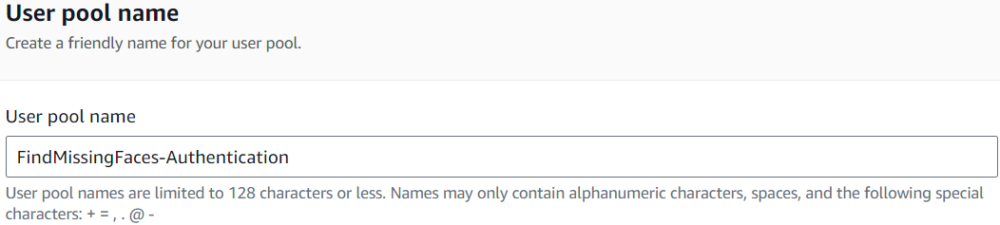 User pool name
Create a friendly name for your user pool.
User pool name
FindMissingFaces-Authentication
User pool names are limited to 128 characters or less. Names may only contain alphanumeric characters, spaces, and the following special
characters: + = , . @ -